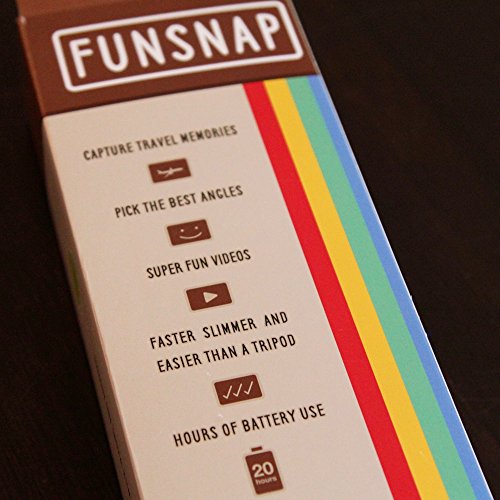 FUNSNAP
CAPTURE TRAVEL MEMORIES
PICK THE BEST ANGLES
SUPER FUN VIDEOS
FASTER SLIMMER AND
EASIER THAN A TRIPOD
HOURS OF BATTERY USE
20
hours